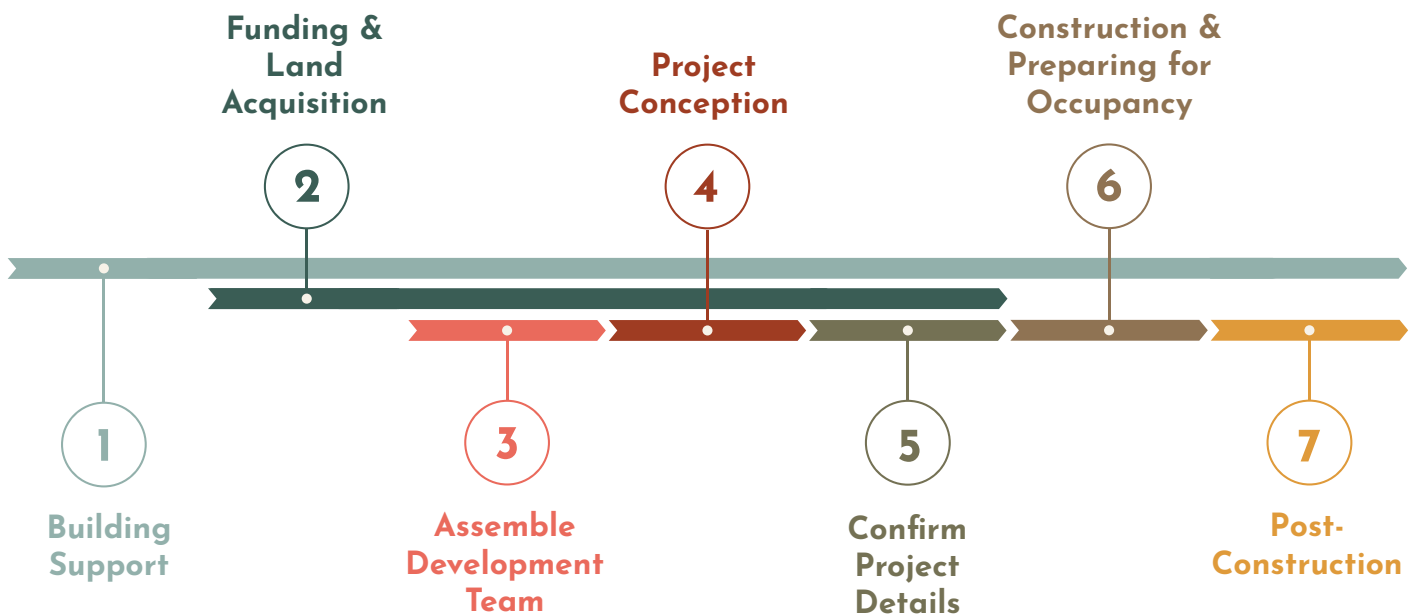 Funding &
Land
Acquisition
2
Project
Conception
4
Construction &
Preparing for
Occupancy
6
1
Building
Support
3
Assemble
Development
Team
5
Confirm
Project
Details
7
Post-
Construction